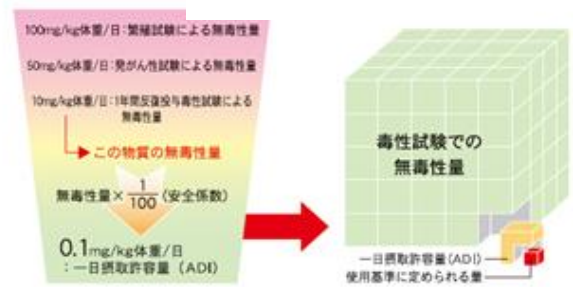 100mg/kg体重/日:繁殖試験による無毒性量
50mg/kg体重/日:発がん性試験による無毒性量
10mg/kg体重/日:1年間反復投与毒性試験による
無毒性量
この物質の無毒性量
無毒性量×1/100(安全係数)
0.1mg/kg体重/日
:一日摂取許容量(ADI)
毒性試験での
無毒性量
一日摂取許容量(ADI)
使用基準に定められる量